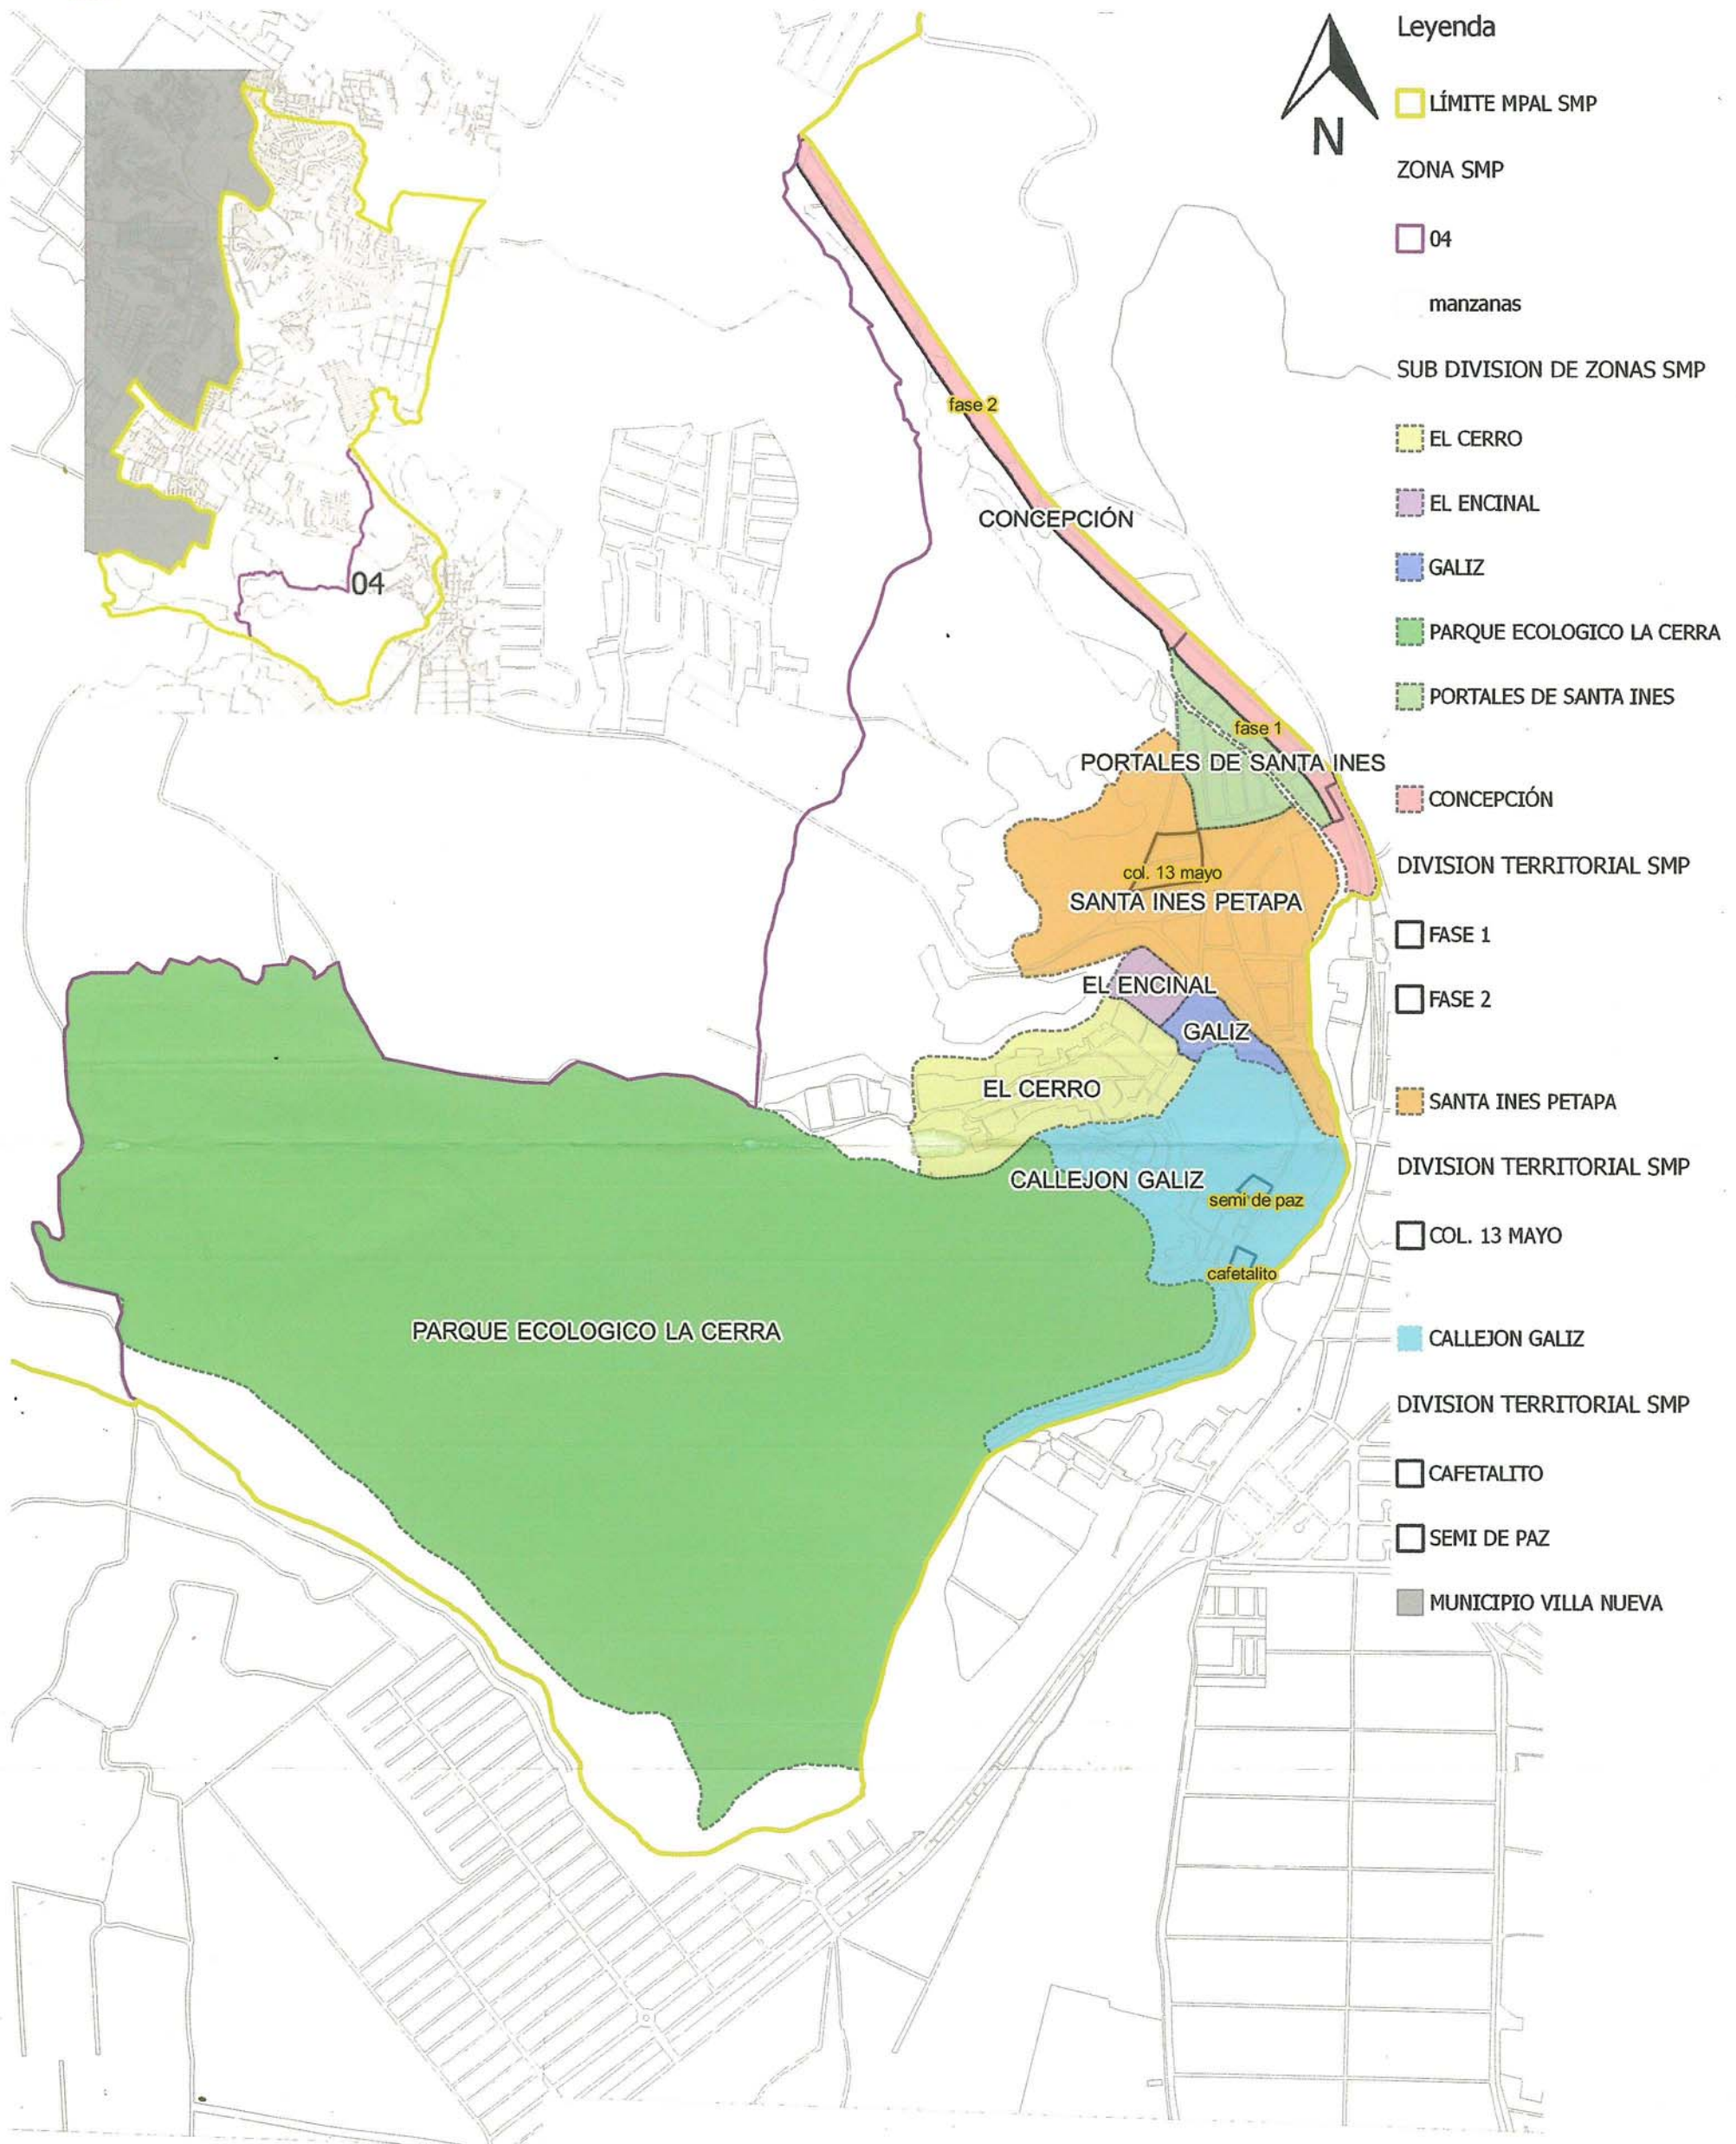 Leyenda
N
LÍMITE MPAL SMP
ZONA SMP
04
manzanas
SUB DIVISION DE ZONAS SMP
EL CERRO
EL ENCINAL
GALIZ
PARQUE ECOLOGICO LA CERRA
PORTALES DE SANTA INES
CONCEPCIÓN
DIVISION TERRITORIAL SMP
FASE 1
FASE 2
SANTA INES PETAPA
DIVISION TERRITORIAL SMP
COL. 13 MAYO
CALLEJON GALIZ
DIVISION TERRITORIAL SMP
CAFETALITO
SEMI DE PAZ
MUNICIPIO VILLA NUEVA
04
fase 2
CONCEPCIÓN
fase 1
PORTALES DE SANTA INES
col. 13 mayo
SANTA INES PETAPA
EL ENCINAL
GALIZ
EL CERRO
CALLEJON GALIZ
semi de paz
cafetalito
PARQUE ECOLOGICO LA CERRA